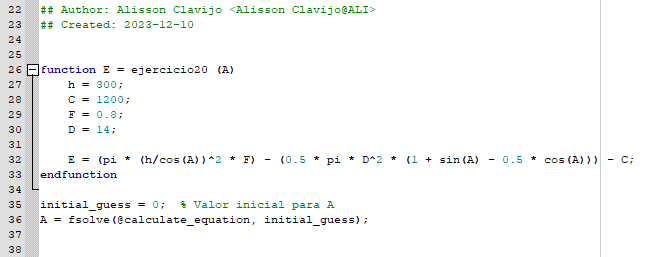 22 ## Author: Alisson Clavijo <Alisson Clavijo@ALI>
23 ## Created: 2023-12-10
24
25
26 function E = ejercicio20 (A)
27     h = 300;
28     C = 1200;
29     F = 0.8;
30     D = 14;
31
32     E = (pi * (h/cos(A))^2 * F) - (0.5 * pi * D^2 * (1 + sin(A) - 0.5 * cos(A))) - C;
33 endfunction
34
35 initial_guess = 0;  % Valor inicial para A
36 A = fsolve(@calculate_equation, initial_guess);
37
38